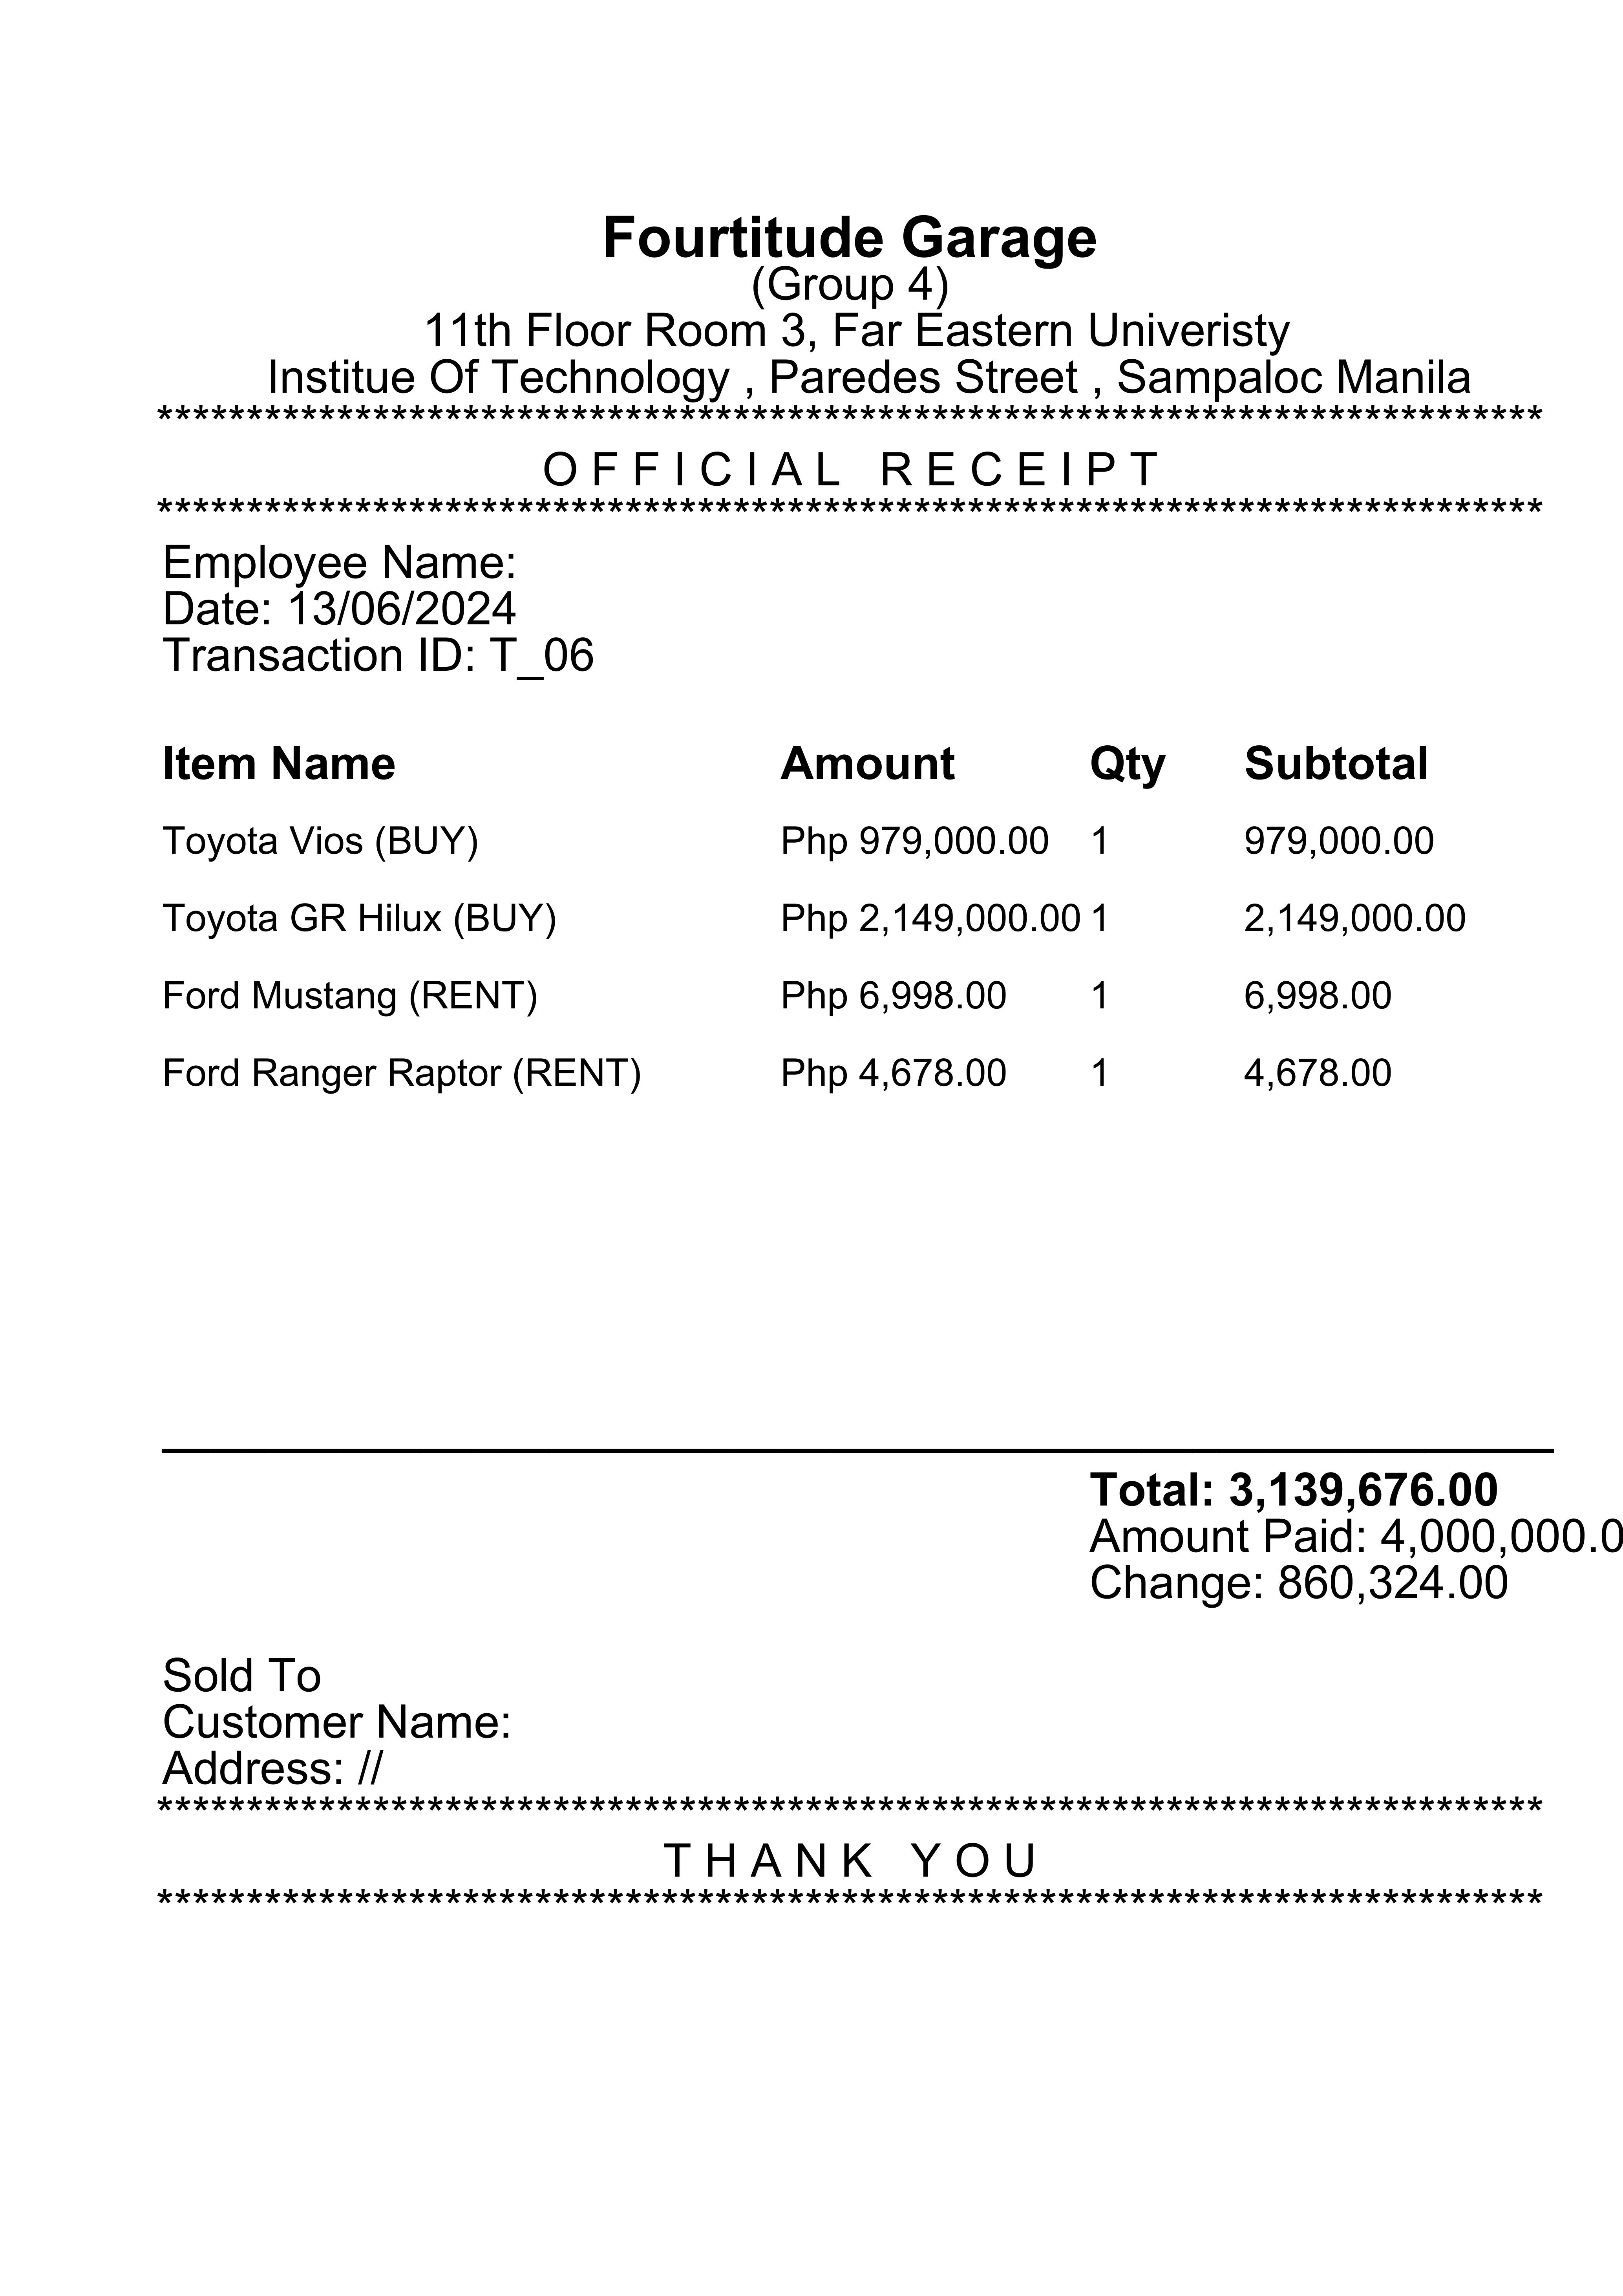 Fourtitude Garage
(Group 4)
11th Floor Room 3, Far Eastern Univeristy
Institue Of Technology , Paredes Street , Sampaloc Manila
*****************************************************************************
O F F I C I A L   R E C E I P T
*****************************************************************************
Employee Name:
Date: 13/06/2024
Transaction ID: T_06
Item Name Amount Qty Subtotal
Toyota Vios (BUY) Php 979,000.00 1 979,000.00
Toyota GR Hilux (BUY) Php 2,149,000.00 1 2,149,000.00
Ford Mustang (RENT) Php 6,998.00 1 6,998.00
Ford Ranger Raptor (RENT) Php 4,678.00 1 4,678.00
Total: 3,139,676.00
Amount Paid: 4,000,000.0
Change: 860,324.00
Sold To
Customer Name:
Address: //
*****************************************************************************
T H A N K   Y O U
*****************************************************************************